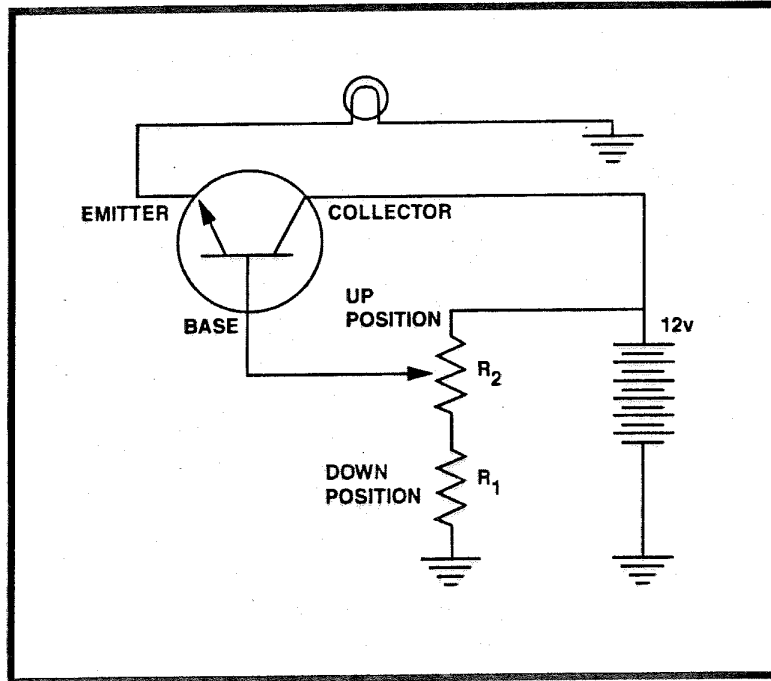 EMITTER
COLLECTOR
BASE
UP
POSITION
12v
R2
DOWN
POSITION
R1